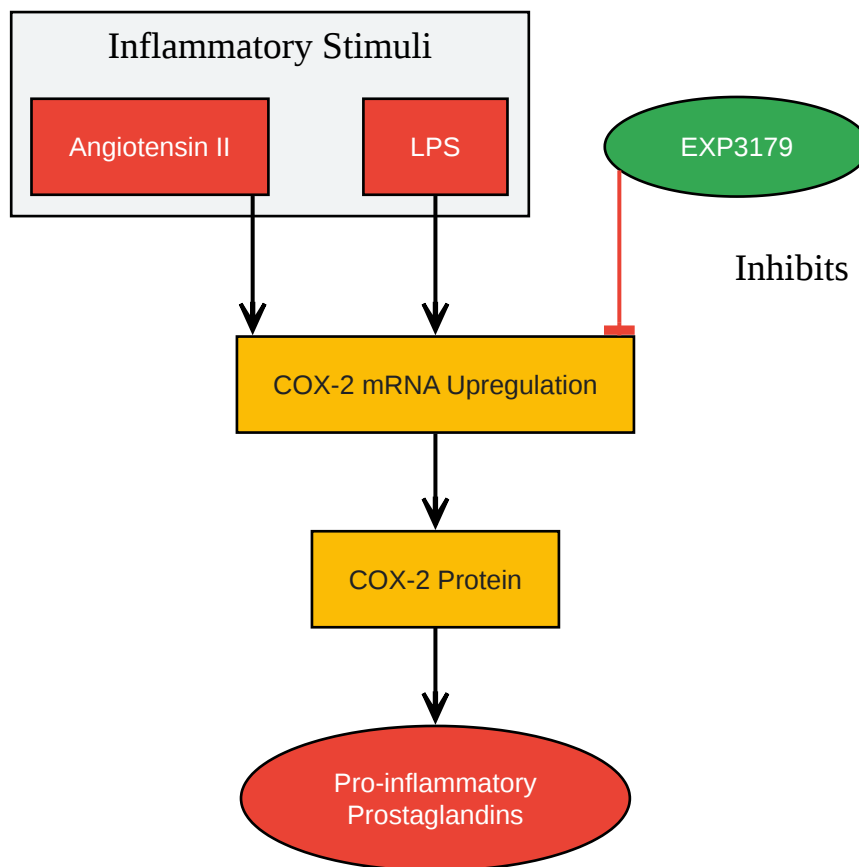 Inflammatory Stimuli
Angiotensin II
LPS
EXP3179
Inhibits
COX-2 mRNA Upregulation
COX-2 Protein
Pro-inflammatory
Prostaglandins